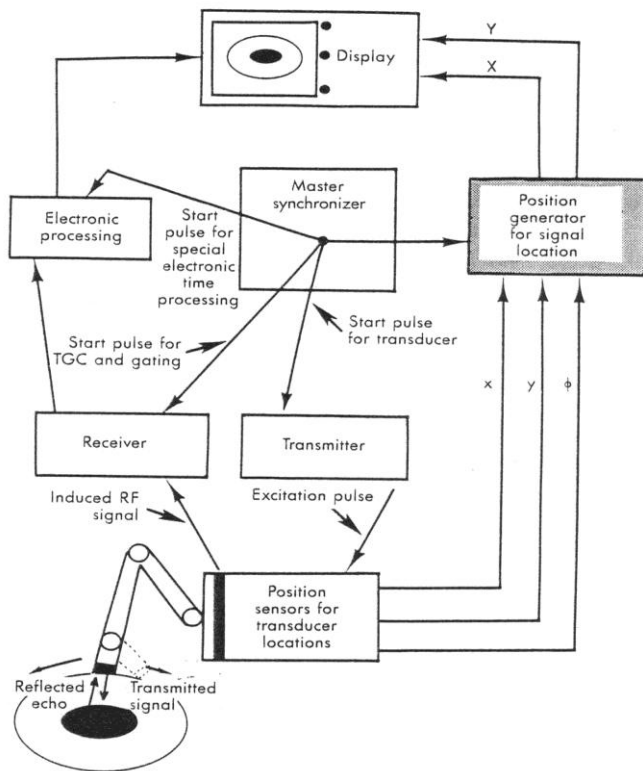 Y
Display
X
Master
synchronizer
Electronic
processing
Start
pulse for
special
electronic
time
processing
Position
generator
for signal
location
Start pulse for
TGC and gating
Start pulse
for transducer
x
y
ϕ
Receiver
Transmitter
Induced RF
signal
Excitation pulse
Position
sensors for
transducer
locations
Reflected
echo
Transmitted
signal